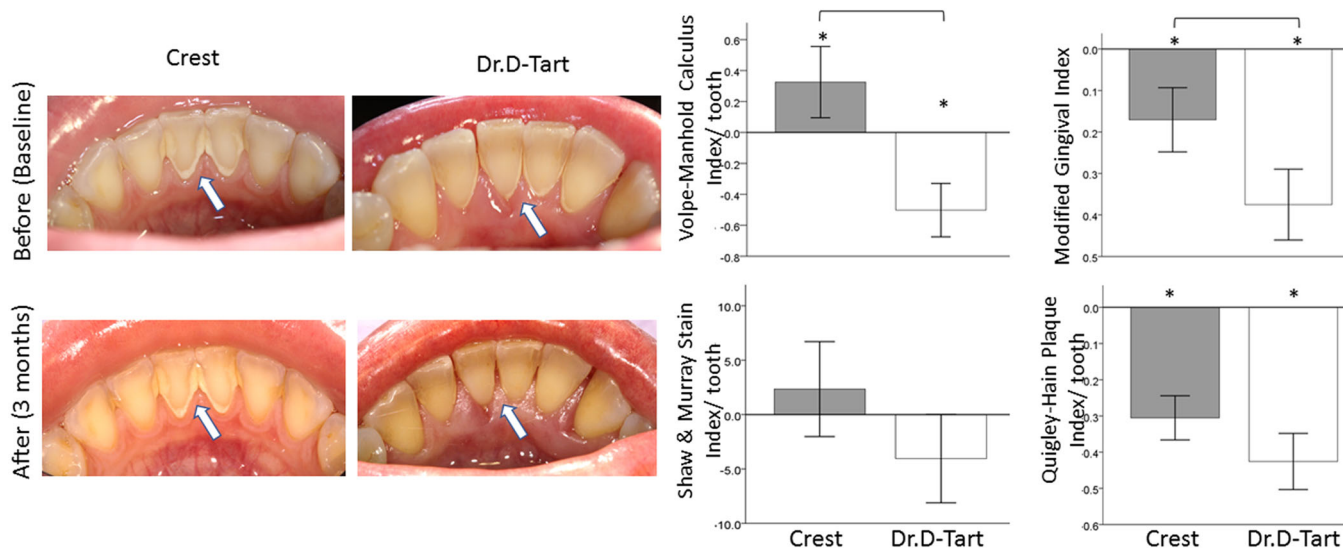 Crest
Dr.D-Tart
Before (Baseline)
After (3 months)
Volpe-Manhold Calculus
Index/ tooth
0.6
*
0.4
0.2
0.0
*
-0.2
-0.4
-0.6
-0.8
Modified Gingival Index
0.0
*
*
0.1
0.2
0.3
0.4
0.5
Shaw & Murray Stain
Index/ tooth
10.0
5.0
0.0
-5.0
-10.0
Crest
Dr.D-Tart
Quigley-Hain Plaque
Index/ tooth
*
*
0.0
0.1
0.2
0.3
-0.4
-0.5
0.6
Crest
Dr.D-Tart